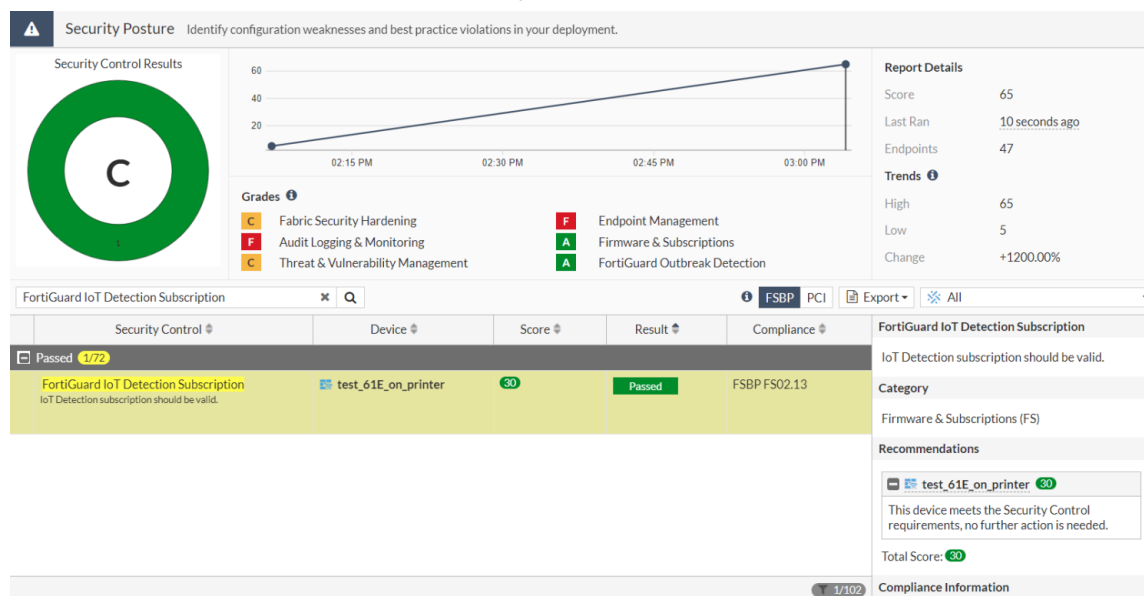 Security Posture Identify configuration weaknesses and best practice violations in your deployment.
Security Control Results
C
1
60
40
20
02:15 PM 02:30 PM 02:45 PM 03:00 PM
Grades
C Fabric Security Hardening
F Audit Logging & Monitoring
C Threat & Vulnerability Management
F Endpoint Management
A Firmware & Subscriptions
A FortiGuard Outbreak Detection
Report Details
Score 65
Last Ran 10 seconds ago
Endpoints 47
Trends
High 65
Low 5
Change +1200.00%
FortiGuard IoT Detection Subscription
FSBP PCI Export All
Security Control Device Score Result Compliance
Passed 1/72
FortiGuard IoT Detection Subscription test_61E_on_printer 30 Passed FSBP FS02.13
IoT Detection subscription should be valid.
1/102
FortiGuard IoT Detection Subscription
IoT Detection subscription should be valid.
Category
Firmware & Subscriptions (FS)
Recommendations
test_61E_on_printer 30
This device meets the Security Control
requirements, no further action is needed.
Total Score: 30
Compliance Information